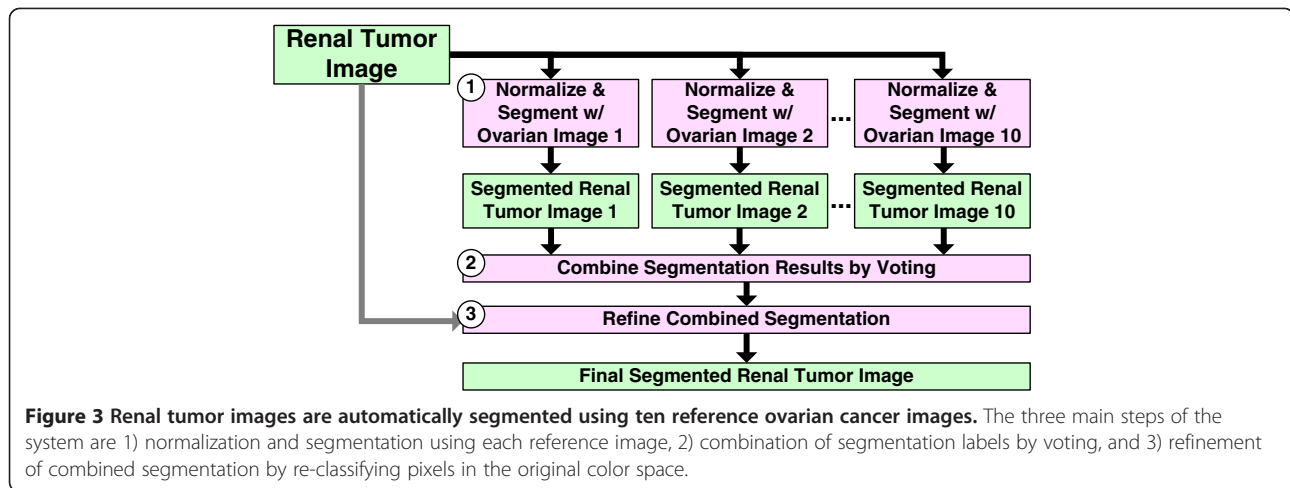 Renal Tumor
Image
1
Normalize &
Segment w/
Ovarian Image 1
Normalize &
Segment w/
Ovarian Image 2
...
Normalize &
Segment w/
Ovarian Image 10
Segmented Renal
Tumor Image 1
Segmented Renal
Tumor Image 2
...
Segmented Renal
Tumor Image 10
2
Combine Segmentation Results by Voting
3
Refine Combined Segmentation
Final Segmented Renal Tumor Image
Figure 3 Renal tumor images are automatically segmented using ten reference ovarian cancer images. The three main steps of the
system are 1) normalization and segmentation using each reference image, 2) combination of segmentation labels by voting, and 3) refinement
of combined segmentation by re-classifying pixels in the original color space.